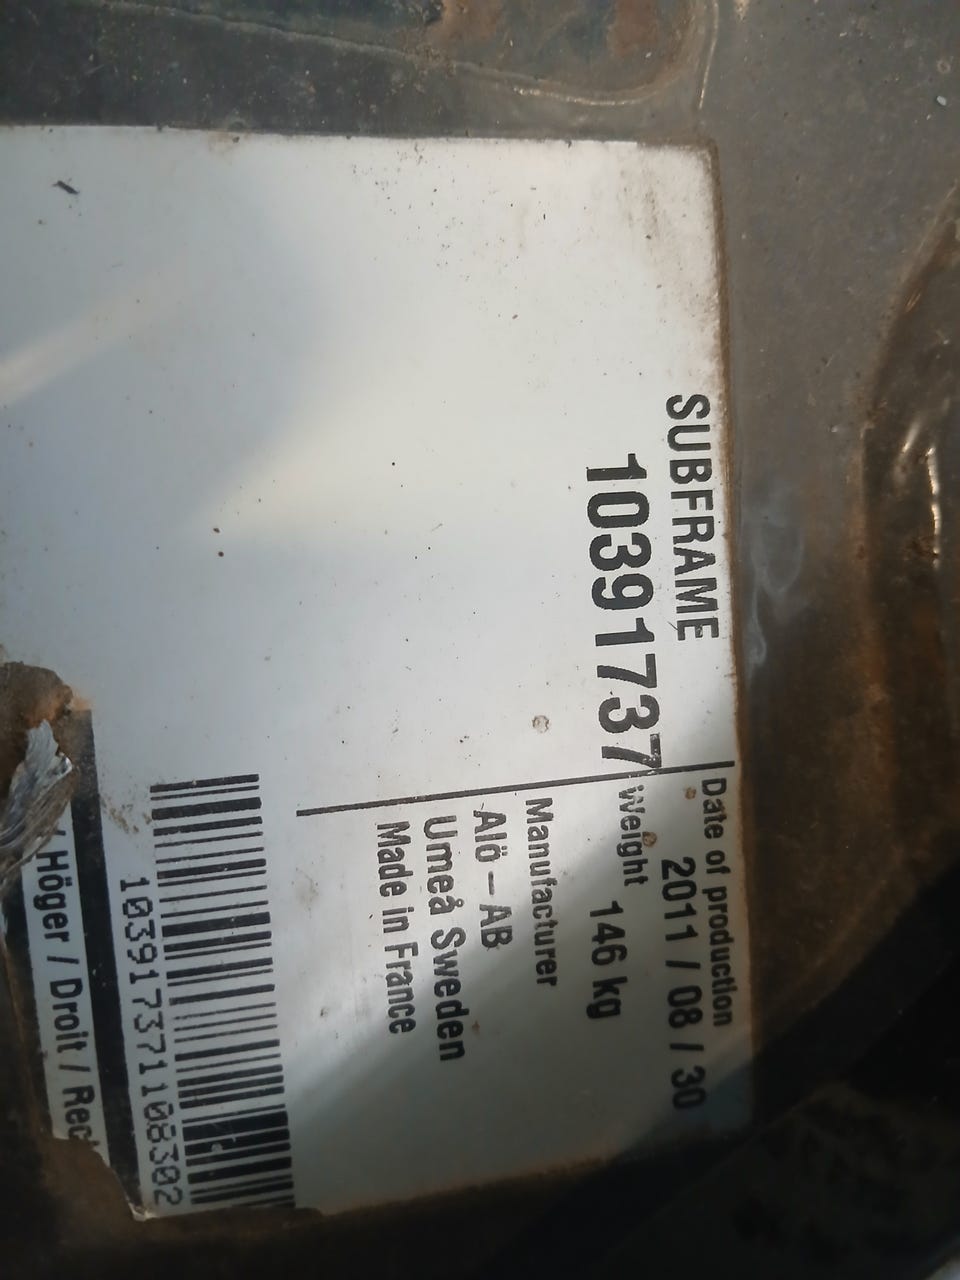 SUBFRAME
10391737
Date of production
2011 / 08 / 30
Weight 146 kg
Manufacturer
Alö – AB
Umeå Sweden
Made in France
103917371108302
/ Höger / Droit /